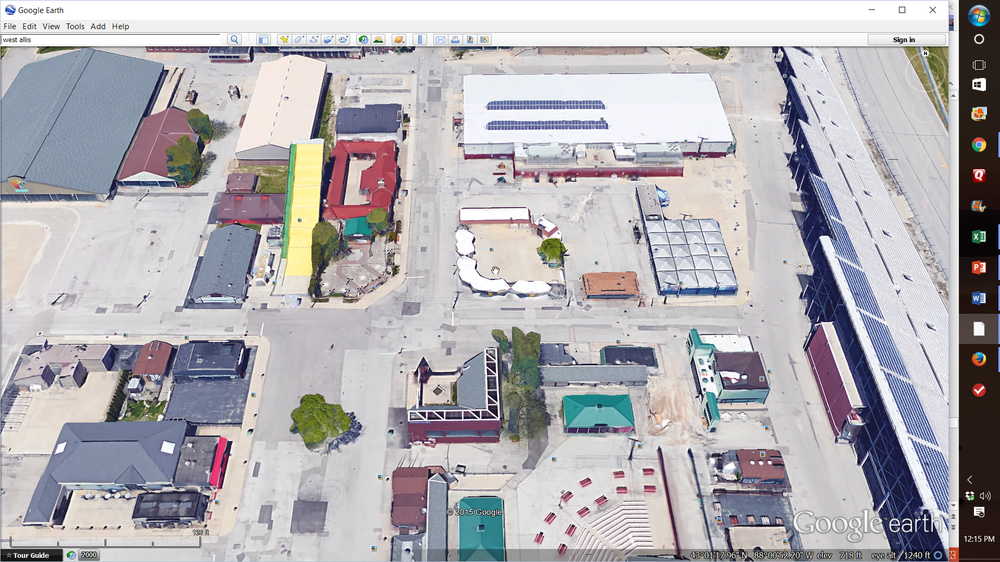 Google Earth
File Edit View Tools Add Help
west allis
Sign in
N
© 2015 Google
Google earth
126 ft
Tour Guide
2000
43°01'17.96" N 88°00'52.20" W elev 718 ft eye alt 1240 ft
12:15 PM